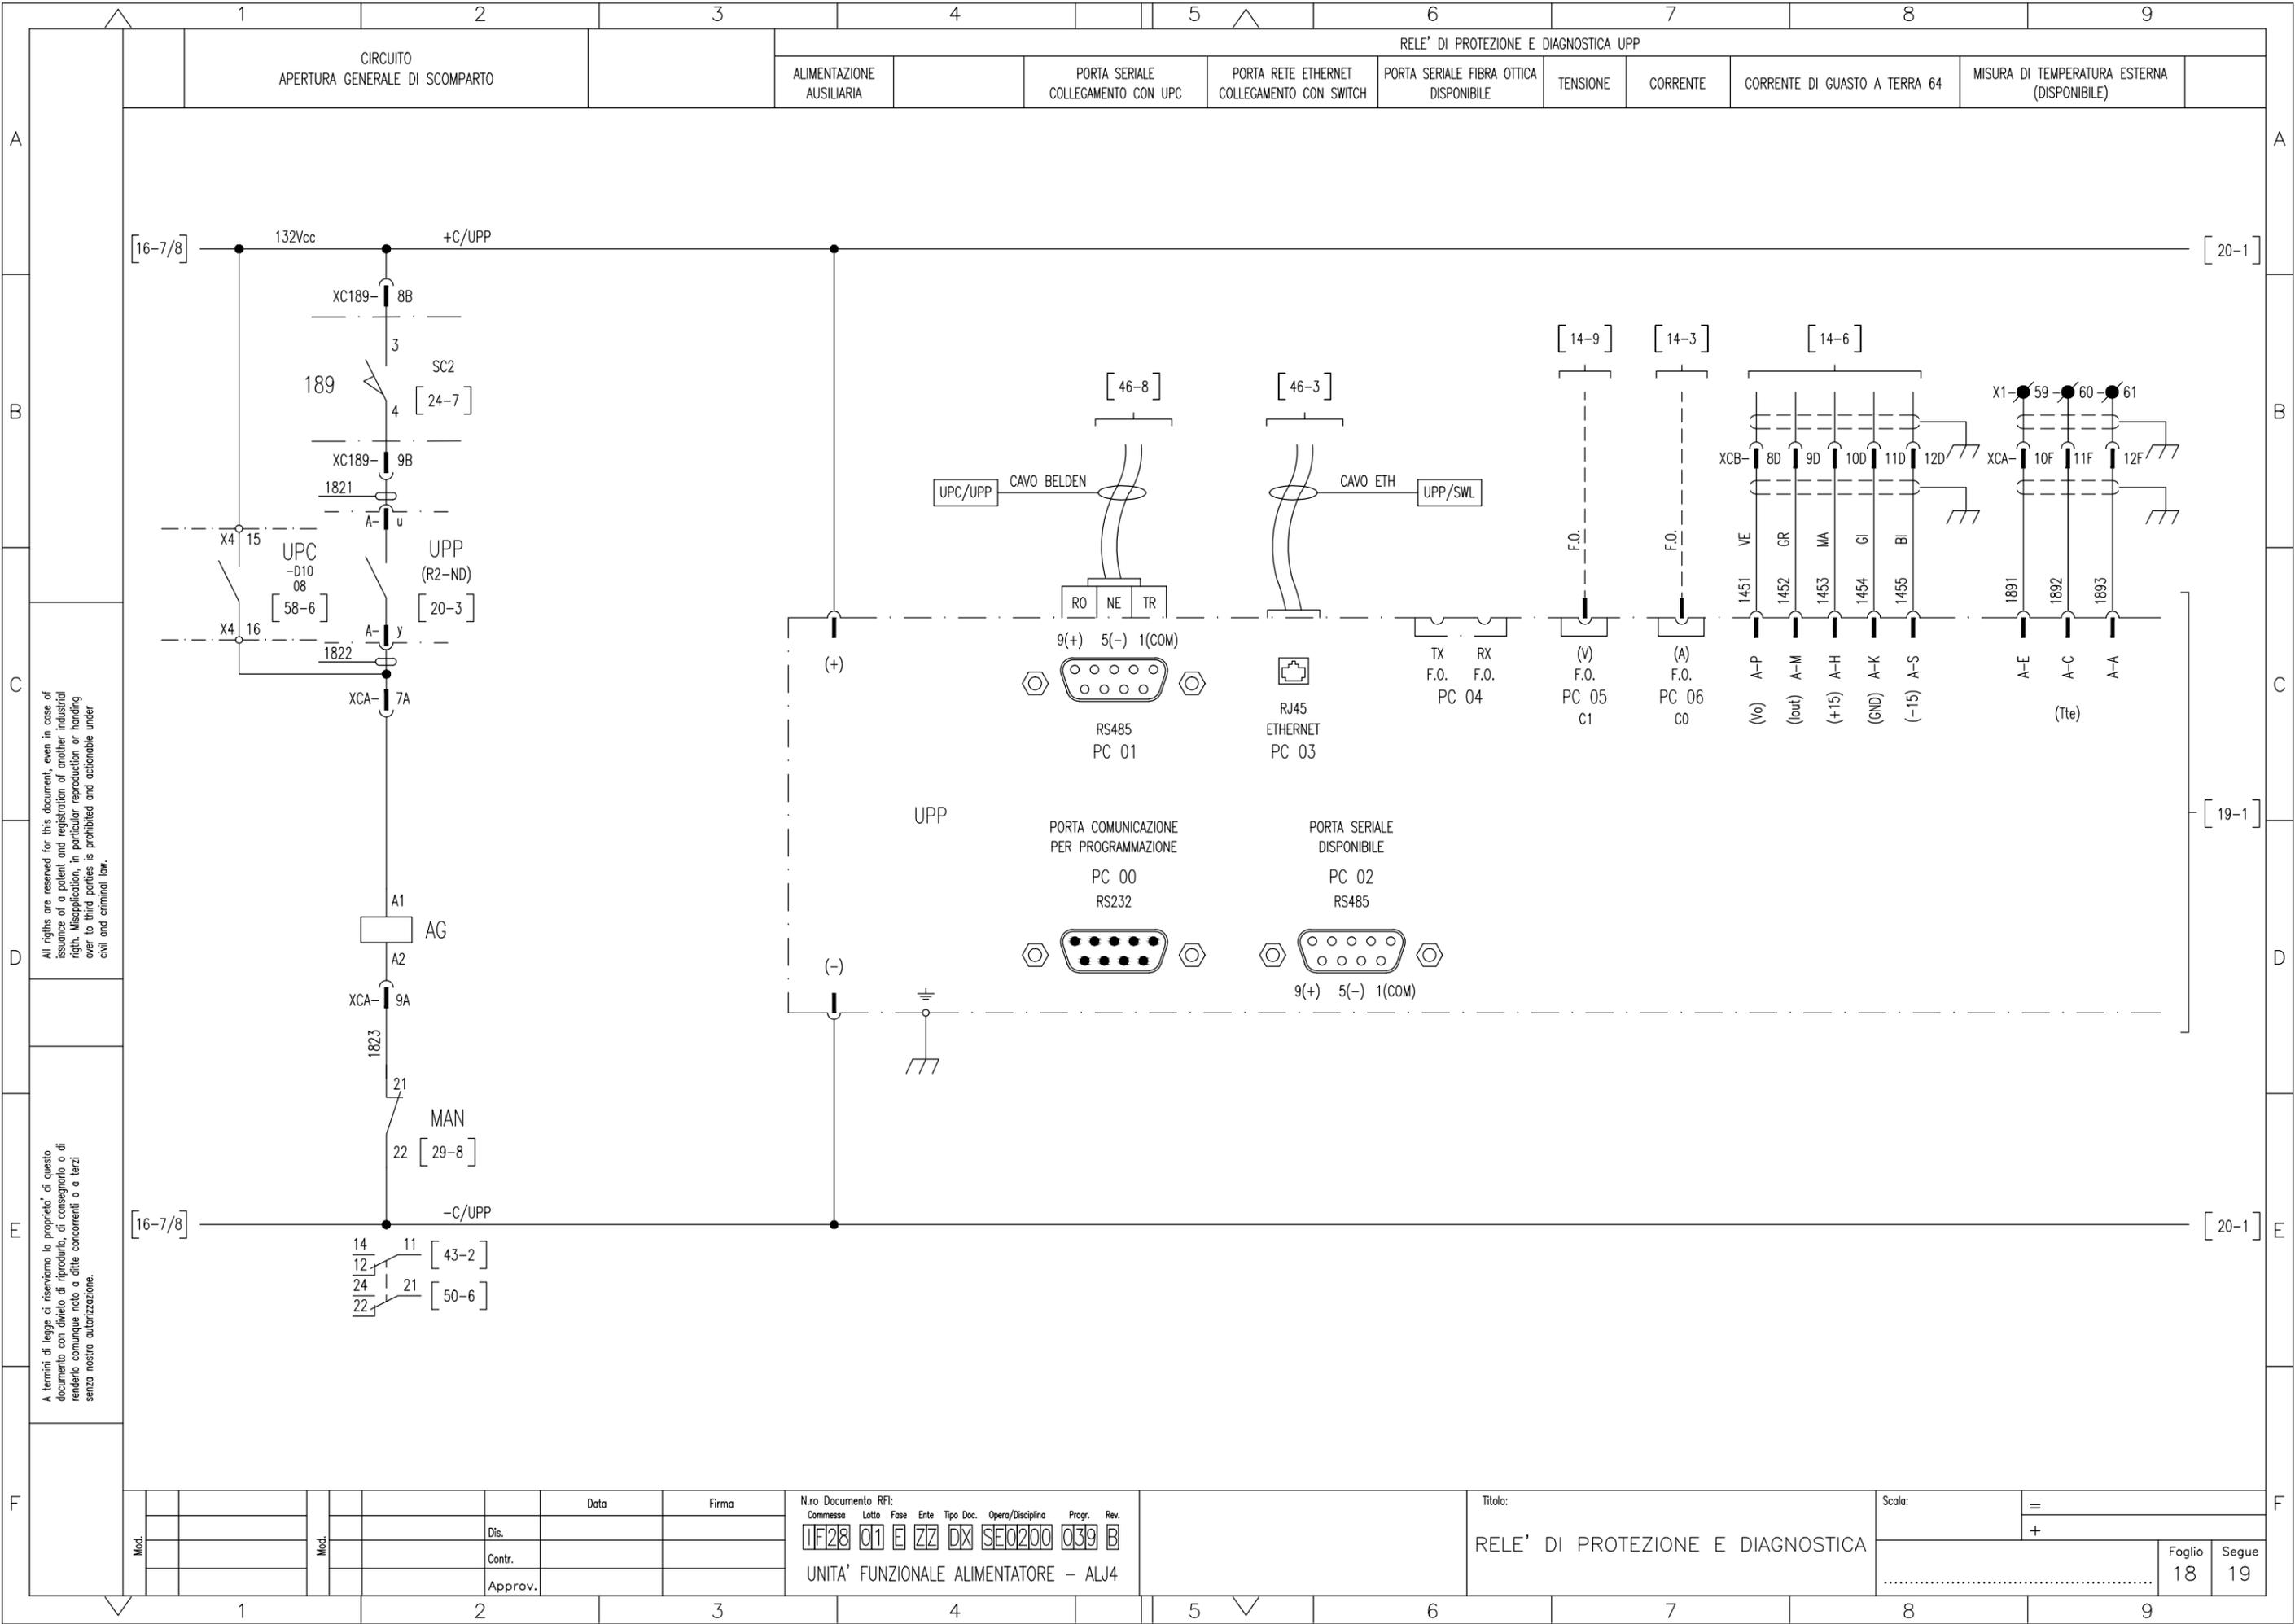 1 2 3 4 5 6 7 8 9
CIRCUITO
APERTURA GENERALE DI SCOMPARTO
RELE' DI PROTEZIONE E DIAGNOSTICA UPP
ALIMENTAZIONE
AUSILIARIA
PORTA SERIALE
COLLEGAMENTO CON UPC
PORTA RETE ETHERNET
COLLEGAMENTO CON SWITCH
PORTA SERIALE FIBRA OTTICA
DISPONIBILE
TENSIONE
CORRENTE
CORRENTE DI GUASTO A TERRA 64
MISURA DI TEMPERATURA ESTERNA
(DISPONIBILE)
A A
[16-7/8]
132Vcc
+C/UPP
[20-1]
XC189- 8B
3
189
SC2
[24-7]
4
B B
XC189- 9B
1821
A- u
X4 15
UPC
-D10
08
[58-6]
UPP
(R2-ND)
[20-3]
X4 16
A- y
1822
XCA- 7A
[46-8]
[46-3]
UPC/UPP
CAVO BELDEN
CAVO ETH
UPP/SWL
[14-9]
[14-3]
[14-6]
F.O.
F.O.
XCB- 8D 9D 10D 11D 12D
VE GR MA GI BI
1451 1452 1453 1454 1455
X1- 59 - 60 - 61
XCA- 10F 11F 12F
1891 1892 1893
RO NE TR
9(+) 5(-) 1(COM)
RS485
PC 01
RJ45
ETHERNET
PC 03
TX RX
F.O. F.O.
PC 04
(V)
F.O.
PC 05
C1
(A)
F.O.
PC 06
C0
A-P A-M A-H A-K A-S
(Vo) (Iout) (+15) (GND) (-15)
A-E A-C A-A
(Tte)
C C
(+)
UPP
[19-1]
PORTA COMUNICAZIONE
PER PROGRAMMAZIONE
PC 00
RS232
PORTA SERIALE
DISPONIBILE
PC 02
RS485
9(+) 5(-) 1(COM)
(-)
A1
AG
A2
D D
XCA- 9A
1823
21
MAN
22 [29-8]
[16-7/8]
-C/UPP
[20-1]
E E
14 11 [43-2]
12
24 21 [50-6]
22
All rigths are reserved for this document, even in case of
issuance of a patent and registration of another industrial
rigth. Misapplication, in particular reproduction or handing
over to third parties is prohibited and actionable under
civil and criminal law.
A termini di legge ci riserviamo la proprieta' di questo
documento con divieto di riprodurlo, di consegnarlo o di
renderlo comunque noto a ditte concorrenti o a terzi
senza nostra autorizzazione.
F F
Mod.
Mod.
Data
Firma
Dis.
Contr.
Approv.
N.ro Documento RFI:
Commessa Lotto Fase Ente Tipo Doc. Opera/Disciplina Progr. Rev.
IF28 01 E ZZ DX SE0200 039 B
UNITA' FUNZIONALE ALIMENTATORE - ALJ4
Titolo:
RELE' DI PROTEZIONE E DIAGNOSTICA
Scala:
=
+
Foglio
18
Segue
19
1 2 3 4 5 6 7 8 9